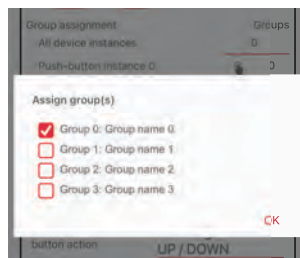 Group assignment Groups
All device instances 0
Push-button instance 0: 0
Assign group(s)
Group 0: Group name 0
Group 1: Group name 1
Group 2: Group name 2
Group 3: Group name 3
OK
button action
UP / DOWN